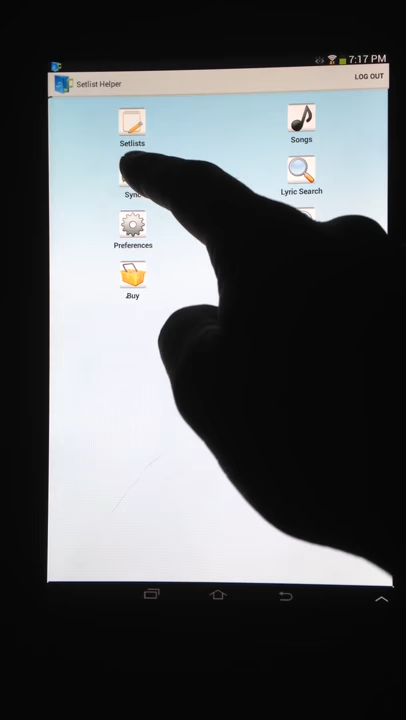 7:17 PM
Setlist Helper
LOG OUT
Setlists
Songs
Sync
Lyric Search
Preferences
Buy